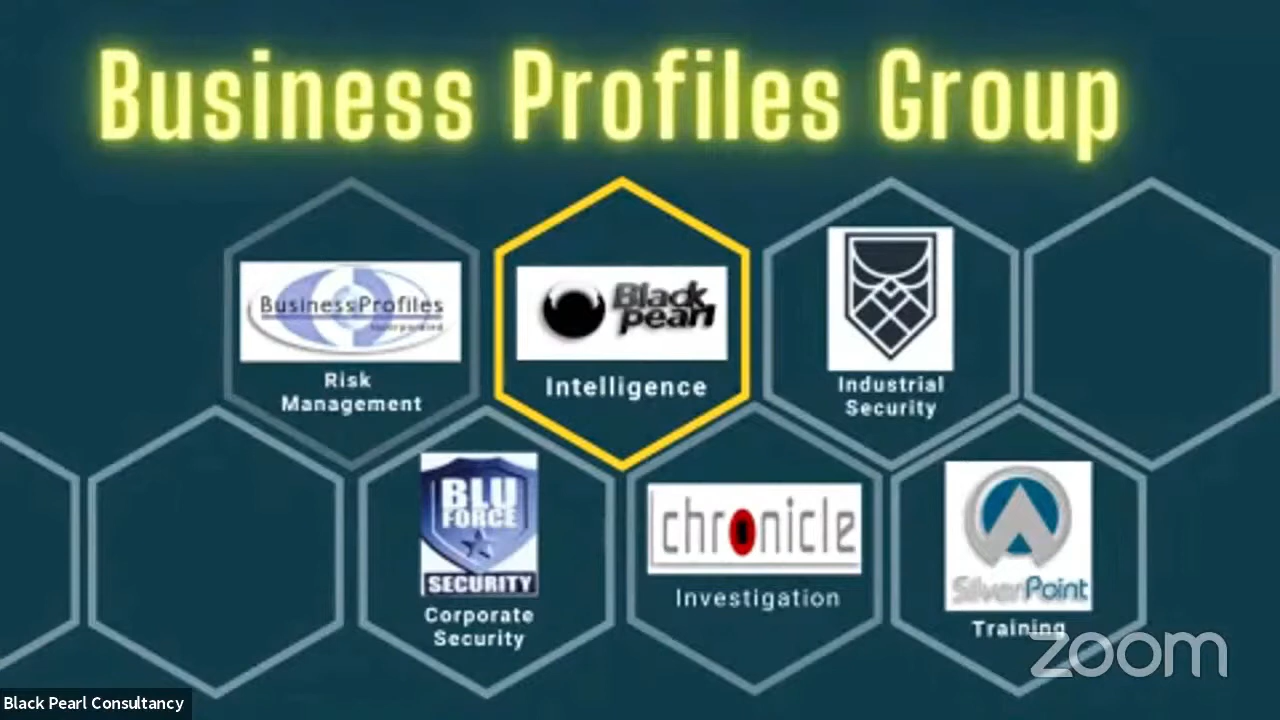 Business Profiles Group
BusinessProfiles
Incorporated
Risk
Management
Black
pearl
Intelligence
Industrial
Security
BLU
FORCE
SECURITY
Corporate
Security
chronicle
Investigation
SilverPoint
Training
zoom
Black Pearl Consultancy